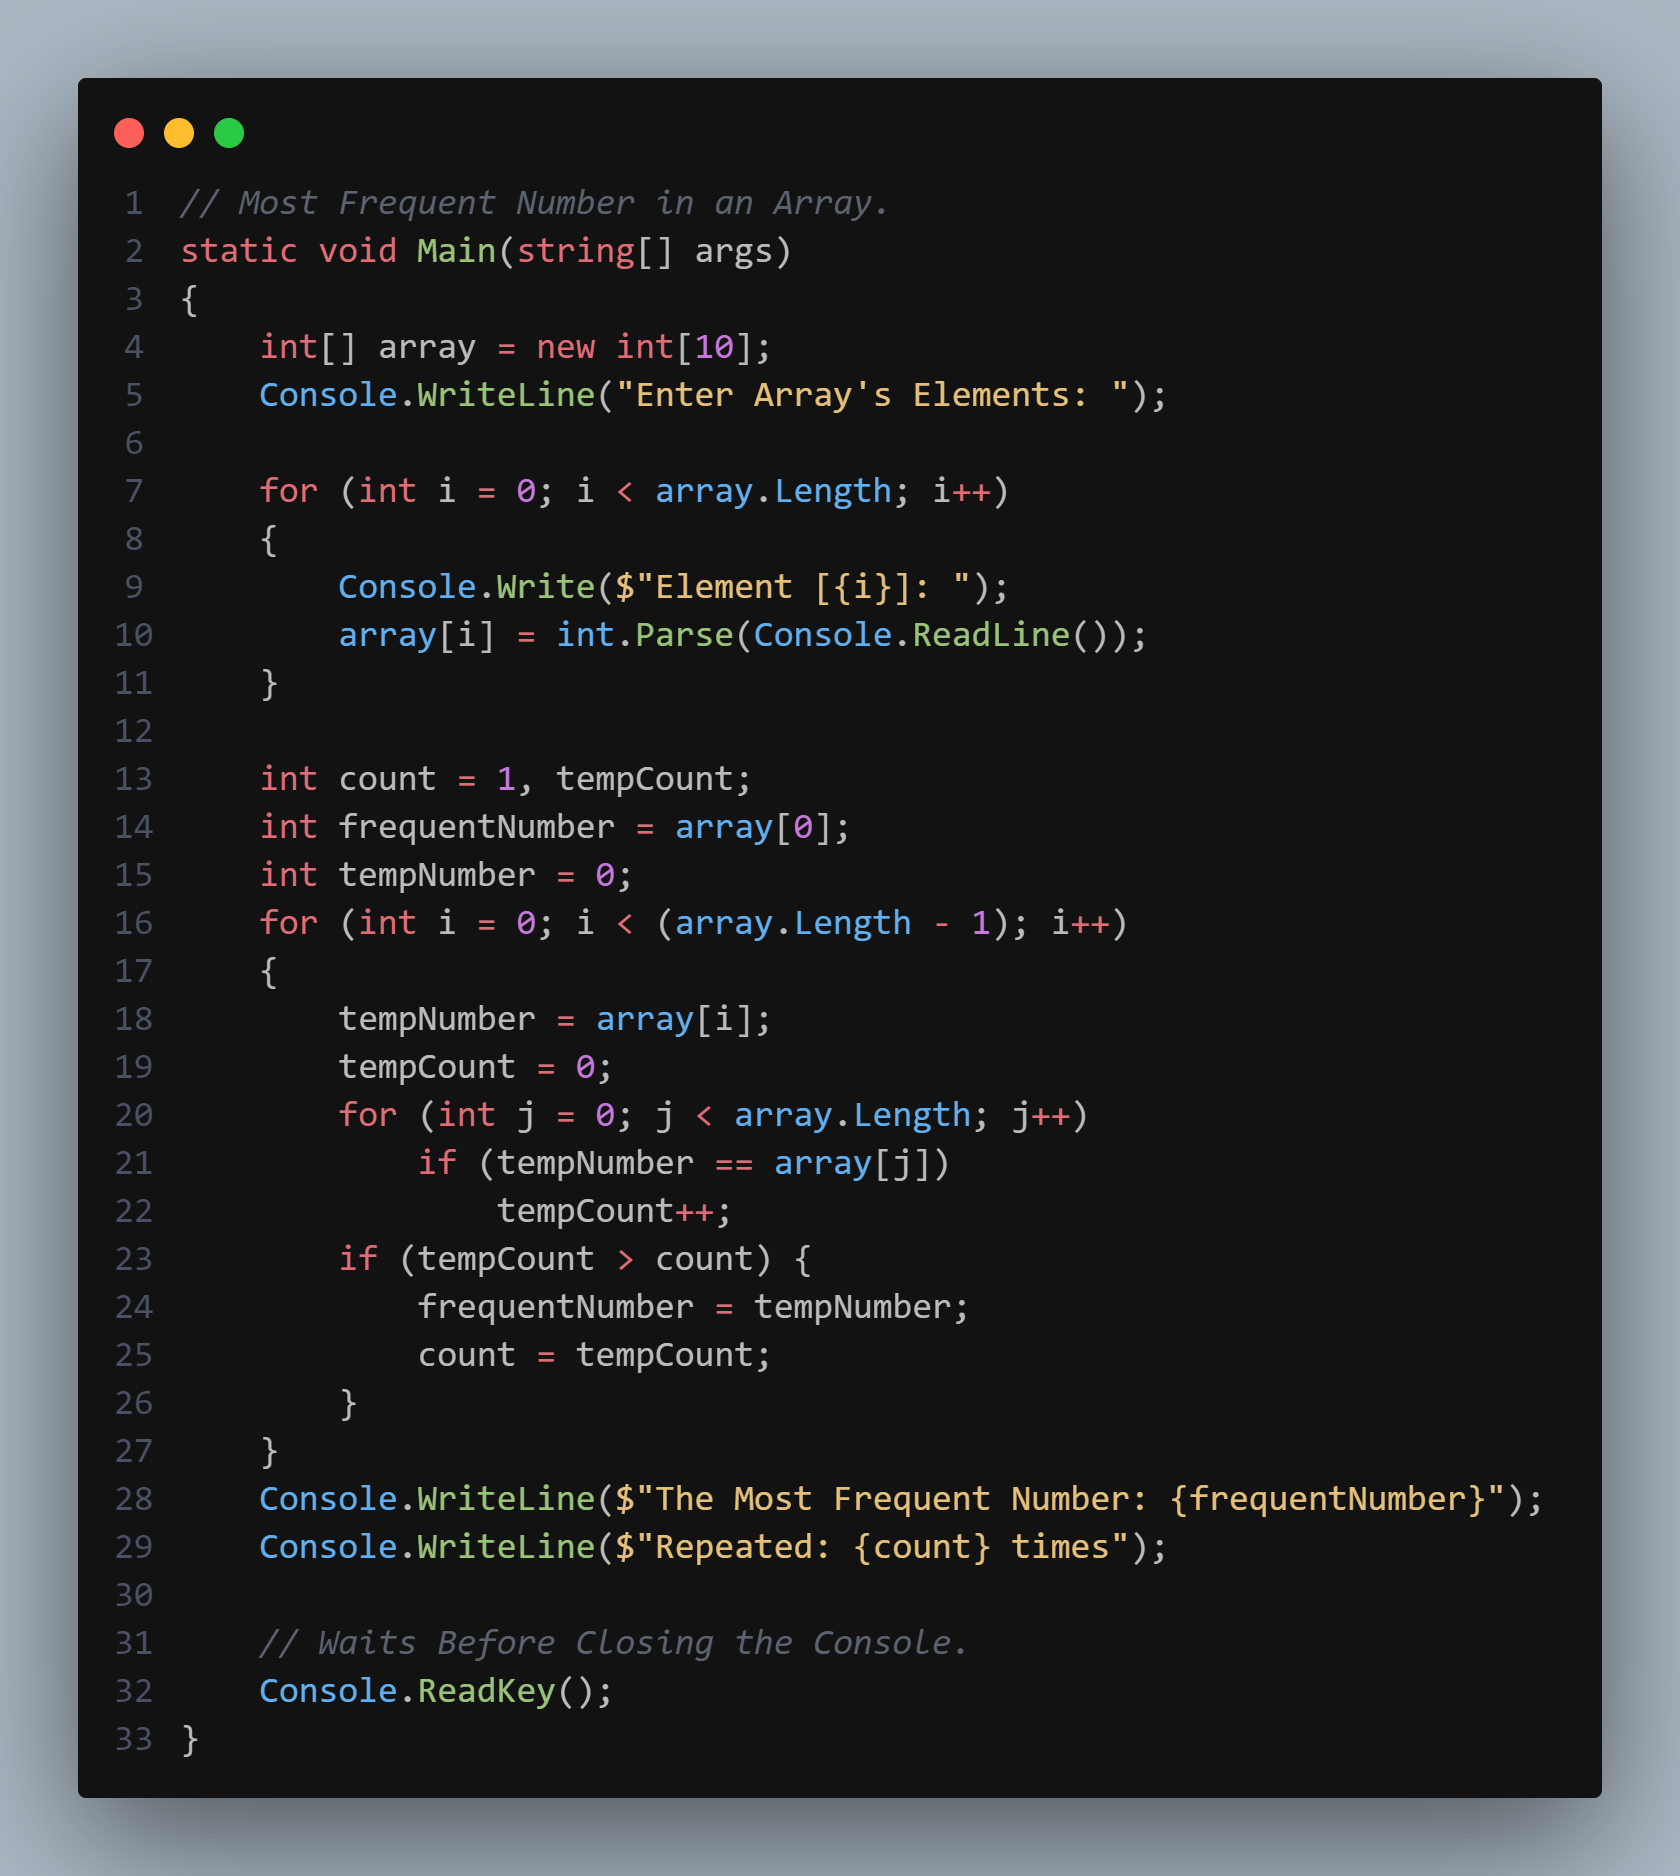 1 // Most Frequent Number in an Array.
2 static void Main(string[] args)
3 {
4     int[] array = new int[10];
5     Console.WriteLine("Enter Array's Elements: ");
6
7     for (int i = 0; i < array.Length; i++)
8     {
9         Console.Write($"Element [{i}]: ");
10         array[i] = int.Parse(Console.ReadLine());
11     }
12
13     int count = 1, tempCount;
14     int frequentNumber = array[0];
15     int tempNumber = 0;
16     for (int i = 0; i < (array.Length - 1); i++)
17     {
18         tempNumber = array[i];
19         tempCount = 0;
20         for (int j = 0; j < array.Length; j++)
21             if (tempNumber == array[j])
22                 tempCount++;
23         if (tempCount > count) {
24             frequentNumber = tempNumber;
25             count = tempCount;
26         }
27     }
28     Console.WriteLine($"The Most Frequent Number: {frequentNumber}");
29     Console.WriteLine($"Repeated: {count} times");
30
31     // Waits Before Closing the Console.
32     Console.ReadKey();
33 }